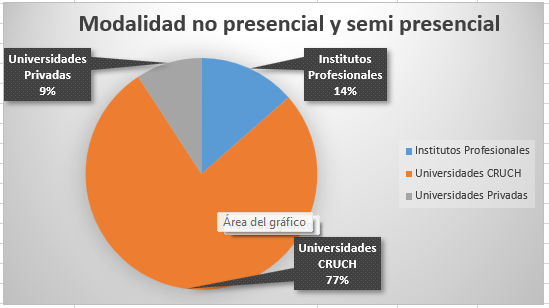 Modalidad no presencial y semi presencial
Universidades
Privadas
9%
Institutos
Profesionales
14%
Institutos Profesionales
Universidades CRUCH
Universidades Privadas
Área del gráfico
Universidades
CRUCH
77%